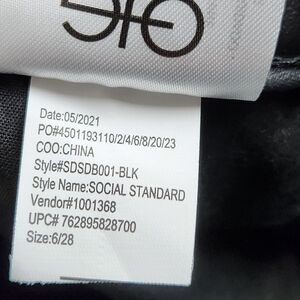 Date:05/2021
PO#4501193110/2/4/6/8/20/23
COO:CHINA
Style#SDSDB001-BLK
Style Name:SOCIAL STANDARD
Vendor#1001368
UPC# 762895828700
Size:6/28